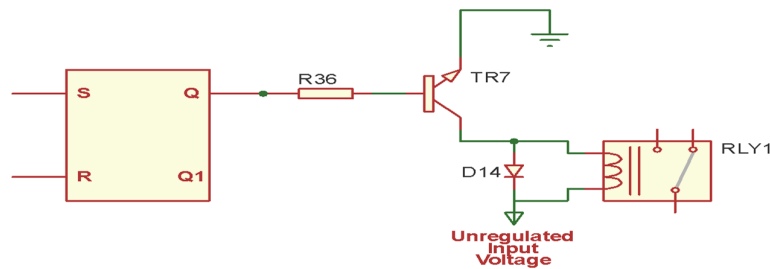 R36
TR7
S
Q
RLY1
D14
R
Q1
Unregulated
Input
Voltage